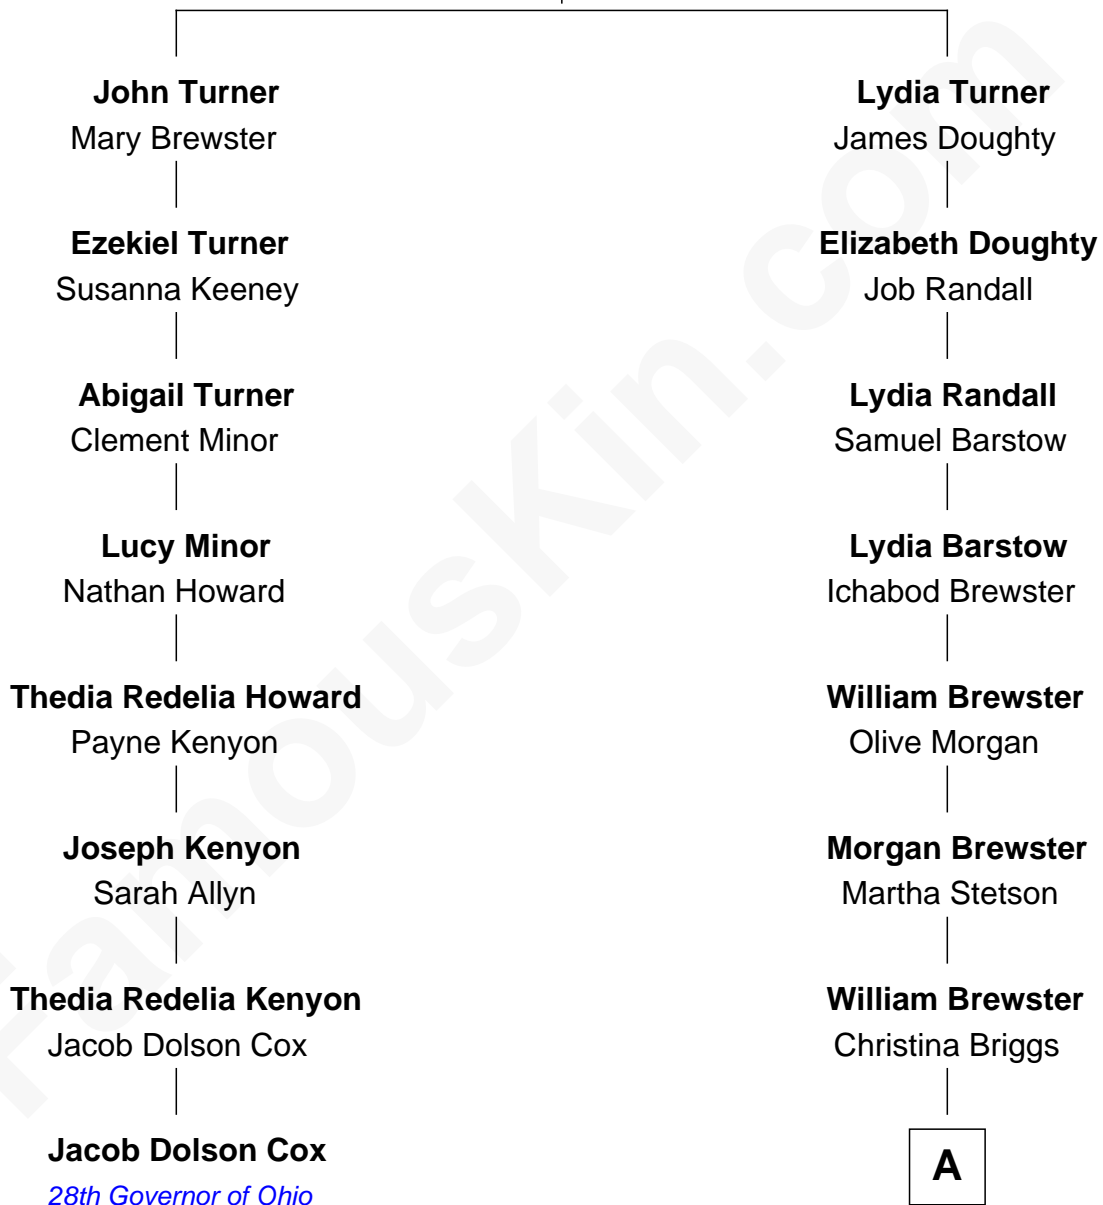 John Turner
Mary Brewster
Lydia Turner
James Doughty
Ezekiel Turner
Susanna Keeney
Elizabeth Doughty
Job Randall
Abigail Turner
Clement Minor
Lydia Randall
Samuel Barstow
Lucy Minor
Nathan Howard
Lydia Barstow
Ichabod Brewster
Thedia Redelia Howard
Payne Kenyon
William Brewster
Olive Morgan
Joseph Kenyon
Sarah Allyn
Morgan Brewster
Martha Stetson
Thedia Redelia Kenyon
Jacob Dolson Cox
William Brewster
Christina Briggs
Jacob Dolson Cox
28th Governor of Ohio
A
FamousKin.com